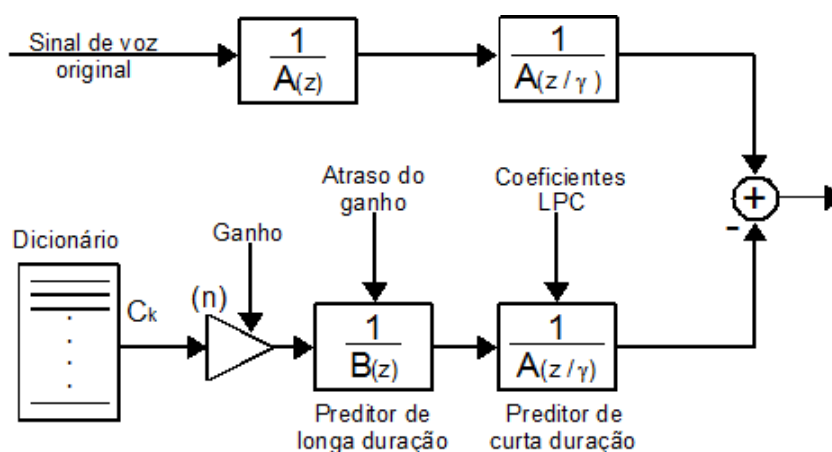 Sinal de voz
original
1
A(z)
1
A(z/γ)
+
-
Dicionário
Ck
Ganho
(n)
Atraso do
ganho
1
B(z)
Preditor de
longa duração
Coeficientes
LPC
1
A(z/γ)
Preditor de
curta duração